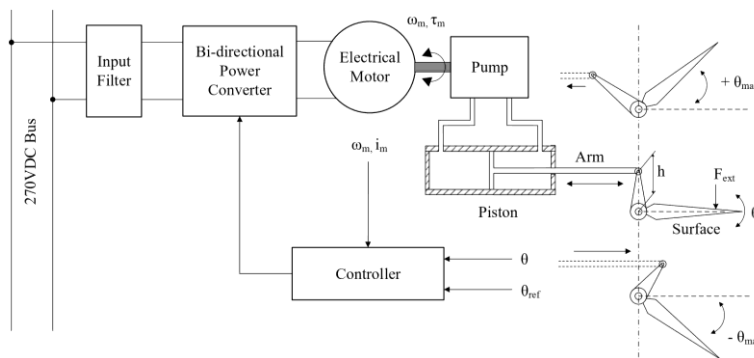 270VDC Bus
Input
Filter
Bi-directional
Power
Converter
Electrical
Motor
ωm, τm
Pump
+ θma
Arm
h
Fext
Piston
Surface
θ
ωm, im
Controller
θ
θref
- θma